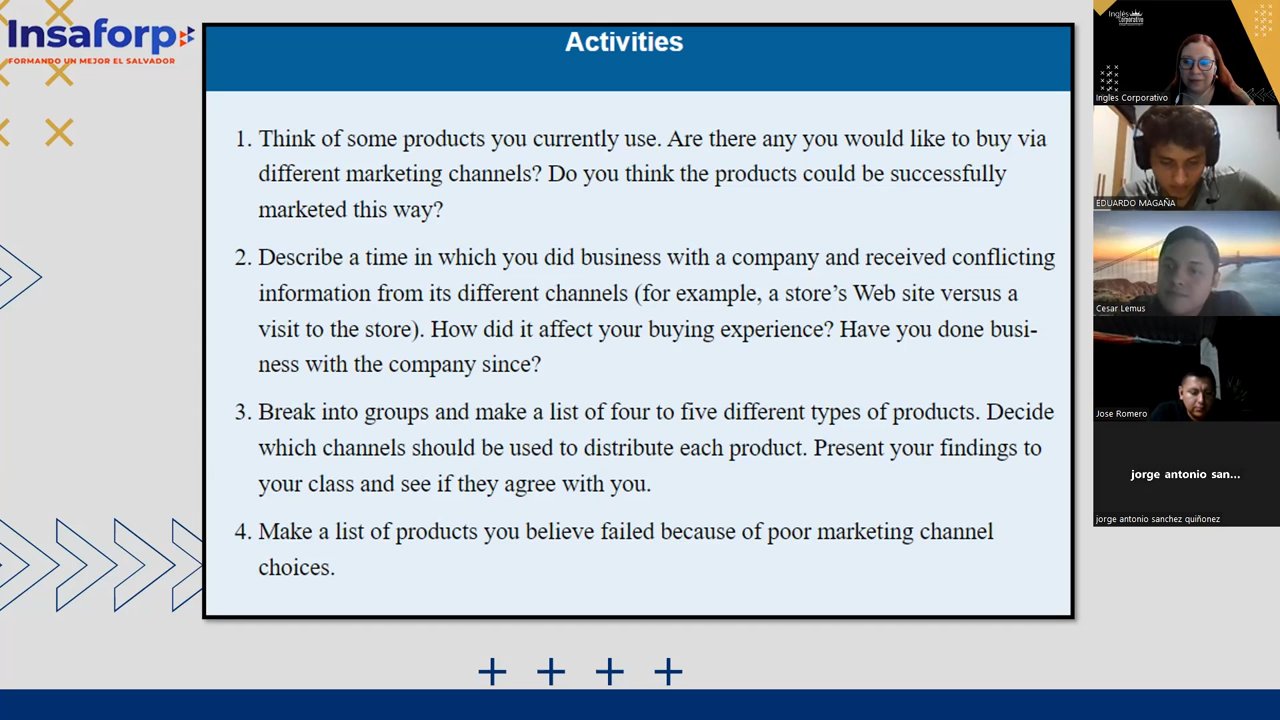 Insaforp
FORMANDO UN MEJOR EL SALVADOR
Activities
1. Think of some products you currently use. Are there any you would like to buy via
different marketing channels? Do you think the products could be successfully
marketed this way?
2. Describe a time in which you did business with a company and received conflicting
information from its different channels (for example, a store's Web site versus a
visit to the store). How did it affect your buying experience? Have you done busi-
ness with the company since?
3. Break into groups and make a list of four to five different types of products. Decide
which channels should be used to distribute each product. Present your findings to
your class and see if they agree with you.
4. Make a list of products you believe failed because of poor marketing channel
choices.
Inglés
Corporativo
Ingles Corporativo
EDUARDO MAGAÑA
Cesar Lemus
Jose Romero
jorge antonio san...
jorge antonio sanchez quiñonez